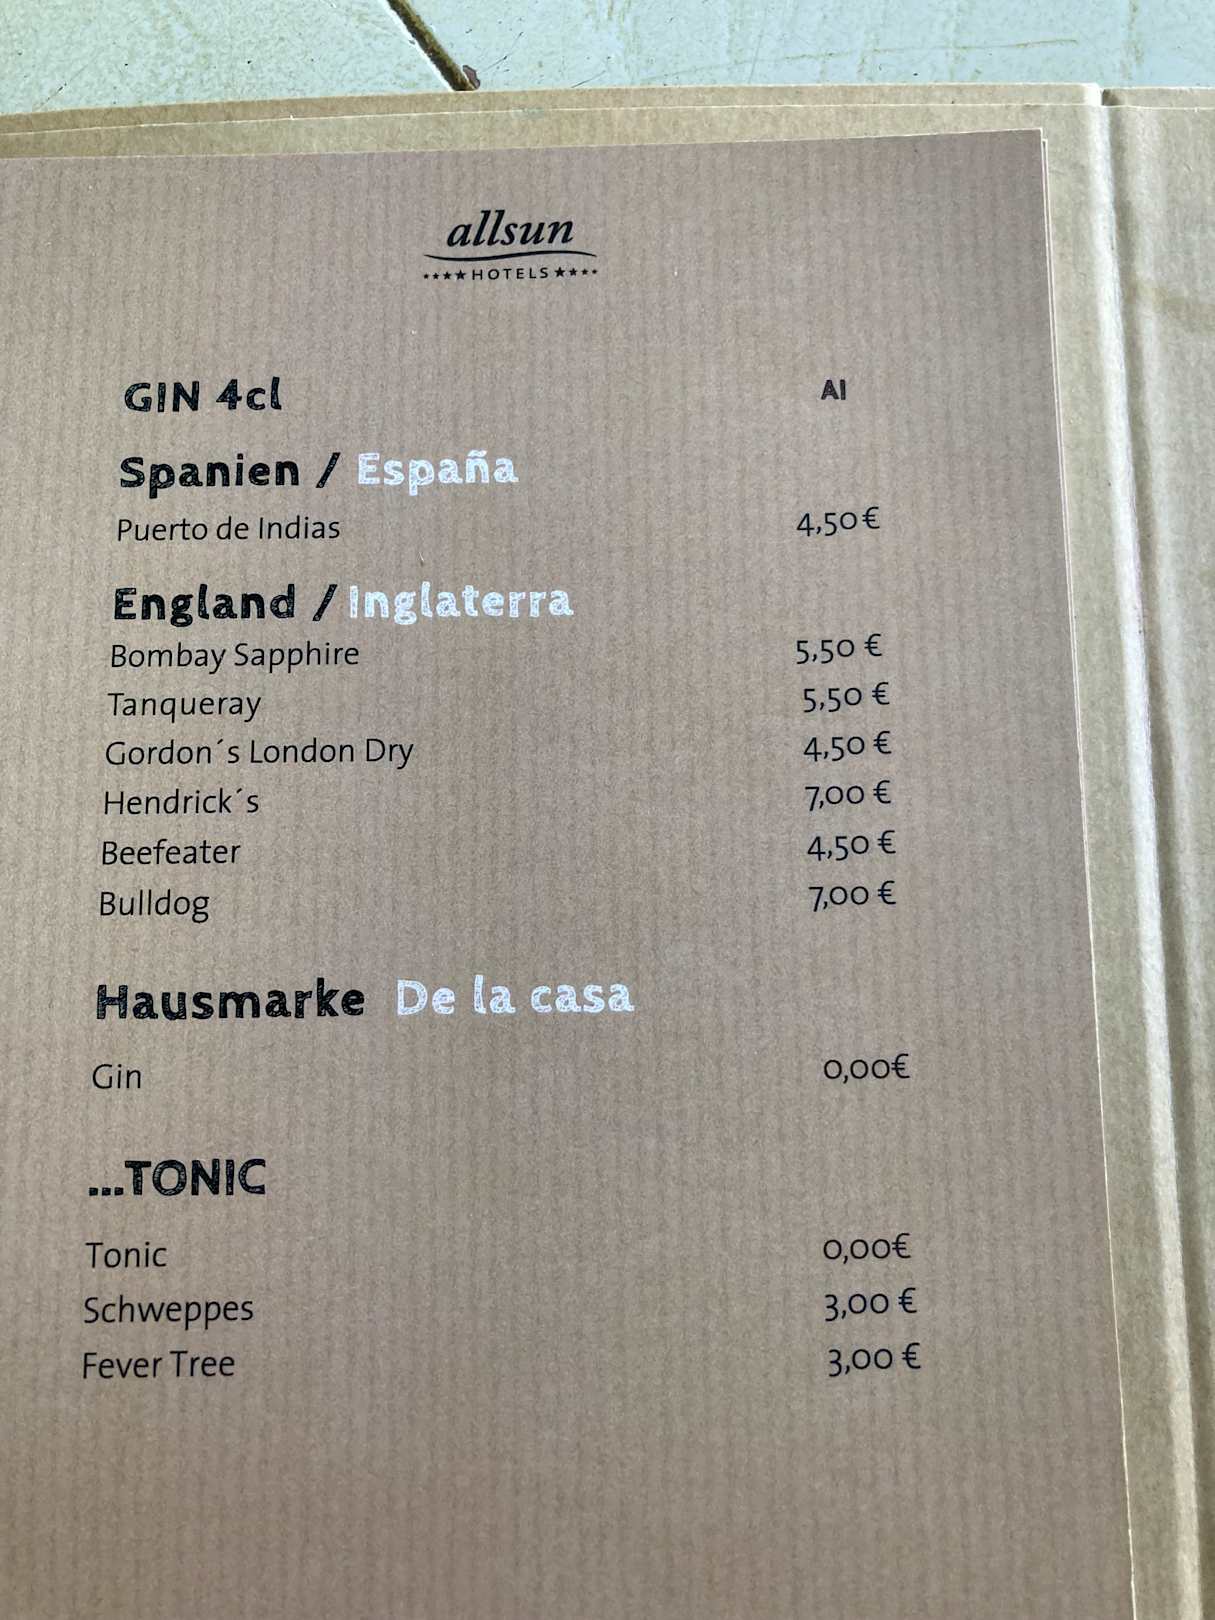 allsun
★★★★HOTELS★★★★
GIN 4cl AI
Spanien / España
Puerto de Indias 4,50€
England / Inglaterra
Bombay Sapphire 5,50 €
Tanqueray 5,50 €
Gordon´s London Dry 4,50 €
Hendrick´s 7,00 €
Beefeater 4,50 €
Bulldog 7,00 €
Hausmarke De la casa
Gin 0,00€
...TONIC
Tonic 0,00€
Schweppes 3,00 €
Fever Tree 3,00 €